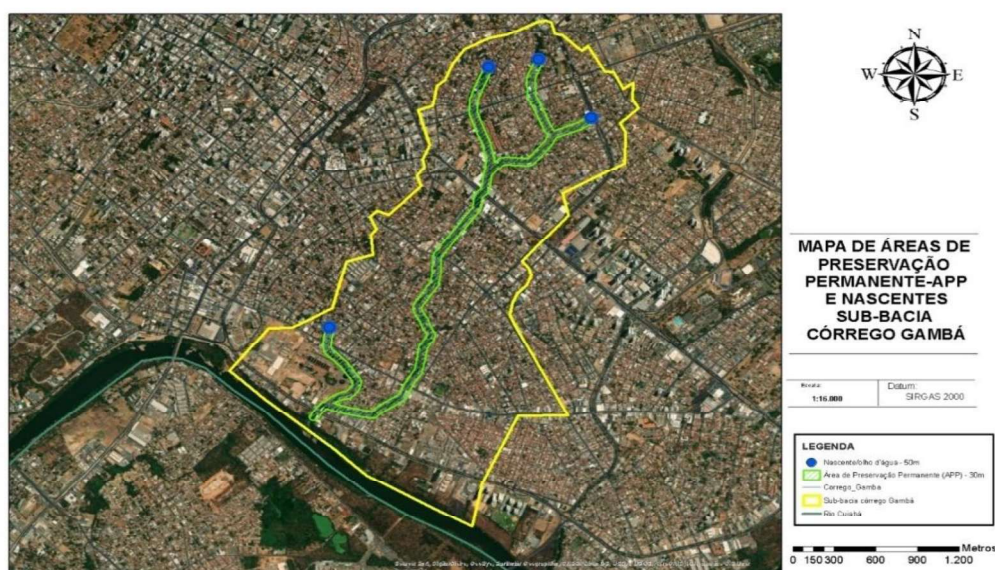 N
W E
S
MAPA DE ÁREAS DE
PRESERVAÇÃO
PERMANENTE-APP
E NASCENTES
SUB-BACIA
CÓRREGO GAMBÁ
Escala:
1:16.000
Datum:
SIRGAS 2000
LEGENDA
Nascente/olho d'água - 50m
Área de Preservação Permanente (APP) - 30m
Corrego_Gamba
Sub-bacia córrego Gambá
Rio Cuiabá
Metros
0 150 300 600 900 1.200